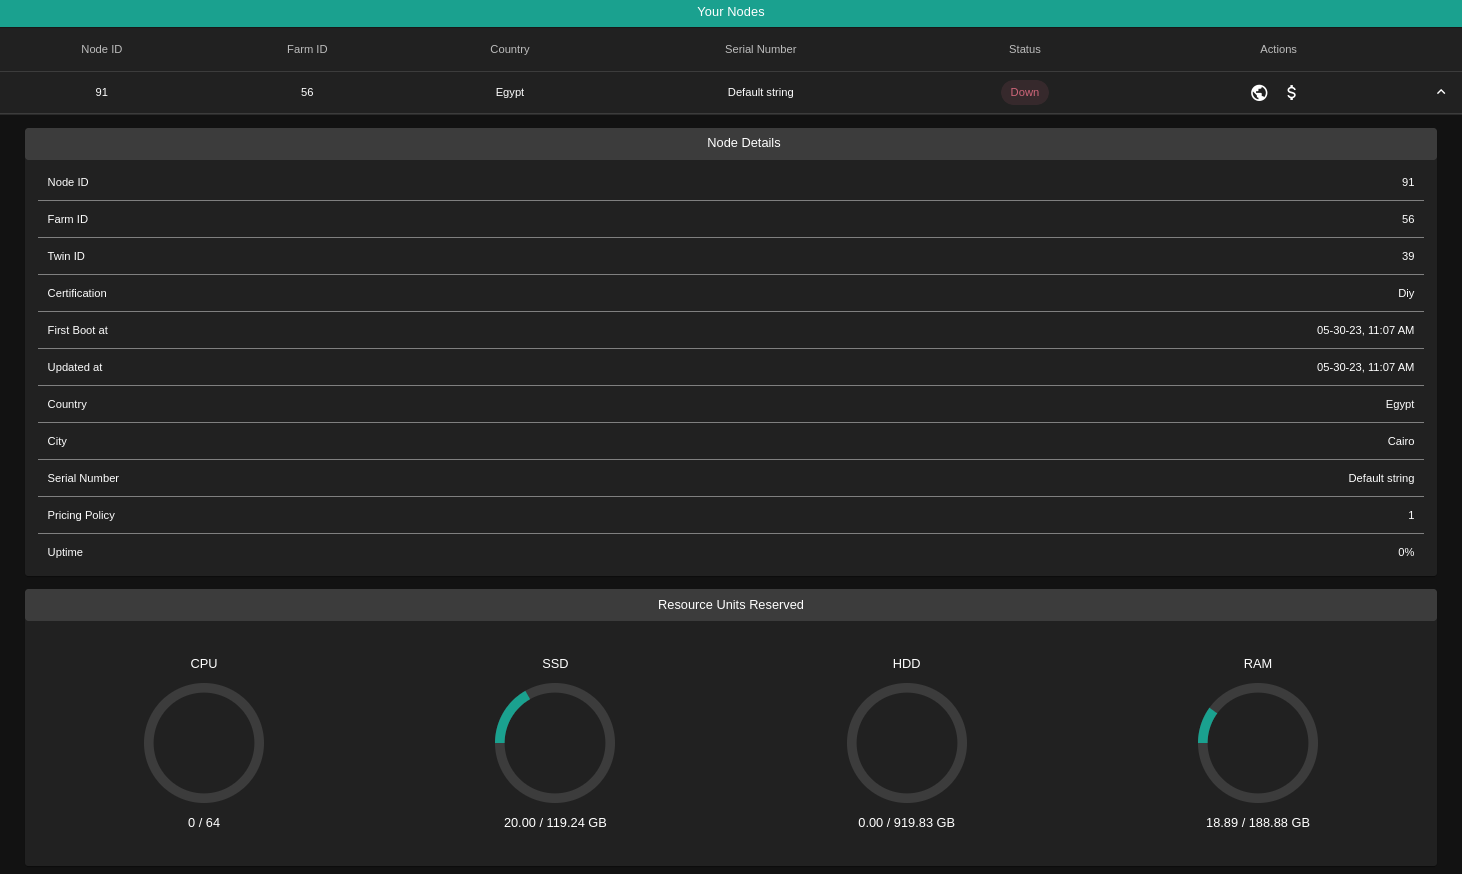 Your Nodes
Node ID Farm ID Country Serial Number Status Actions
91 56 Egypt Default string Down
Node Details
Node ID 91
Farm ID 56
Twin ID 39
Certification Diy
First Boot at 05-30-23, 11:07 AM
Updated at 05-30-23, 11:07 AM
Country Egypt
City Cairo
Serial Number Default string
Pricing Policy 1
Uptime 0%
Resource Units Reserved
CPU SSD HDD RAM
0 / 64 20.00 / 119.24 GB 0.00 / 919.83 GB 18.89 / 188.88 GB